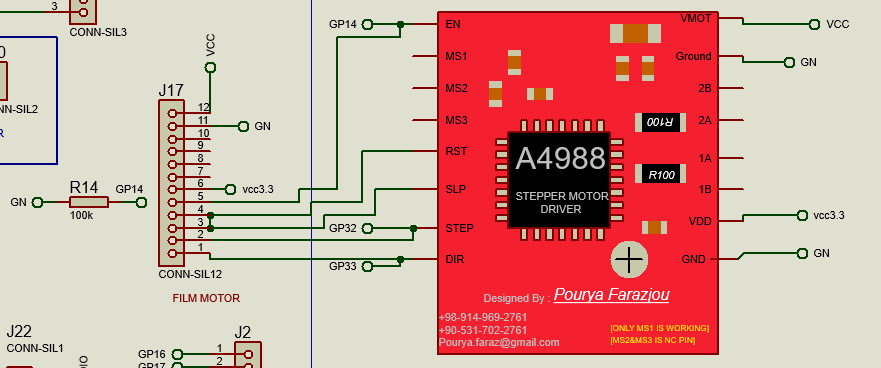 3
CONN-SIL3
0
NN-SIL2
R
VCC
J17
12
11
10
9
8
7
6
5
4
3
2
1
GN
vcc3.3
CONN-SIL12
FILM MOTOR
GN
R14
100k
GP14
GP14
GP32
GP33
EN
MS1
MS2
MS3
RST
SLP
STEP
DIR
VMOT
Ground
2B
2A
1A
1B
VDD
GND
VCC
GN
vcc3.3
GN
R100
R100
A4988
STEPPER MOTOR
DRIVER
Designed By : Pourya Farazjou
+98-914-969-2761
+90-531-702-2761
Pourya.faraz@gmail.com
[ONLY MS1 IS WORKING]
[MS2&MS3 IS NC PIN]
J22
CONN-SIL1
DIO
J2
GP16
1
GP17
2